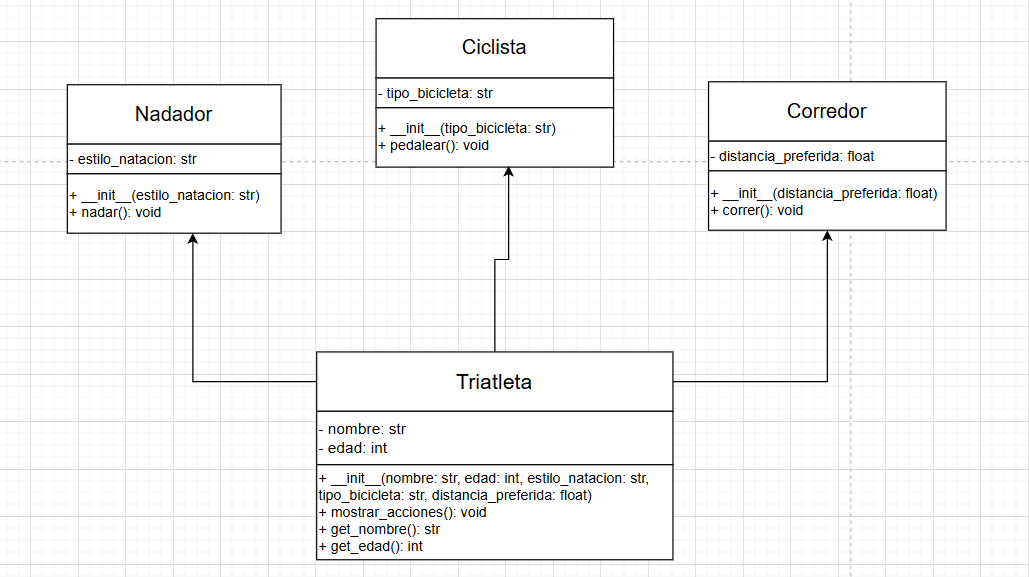 Ciclista
- tipo_bicicleta: str
+ __init__(tipo_bicicleta: str)
+ pedalear(): void
Nadador
- estilo_natacion: str
+ __init__(estilo_natacion: str)
+ nadar(): void
Corredor
- distancia_preferida: float
+ __init__(distancia_preferida: float)
+ correr(): void
Triatleta
- nombre: str
- edad: int
+ __init__(nombre: str, edad: int, estilo_natacion: str,
tipo_bicicleta: str, distancia_preferida: float)
+ mostrar_acciones(): void
+ get_nombre(): str
+ get_edad(): int